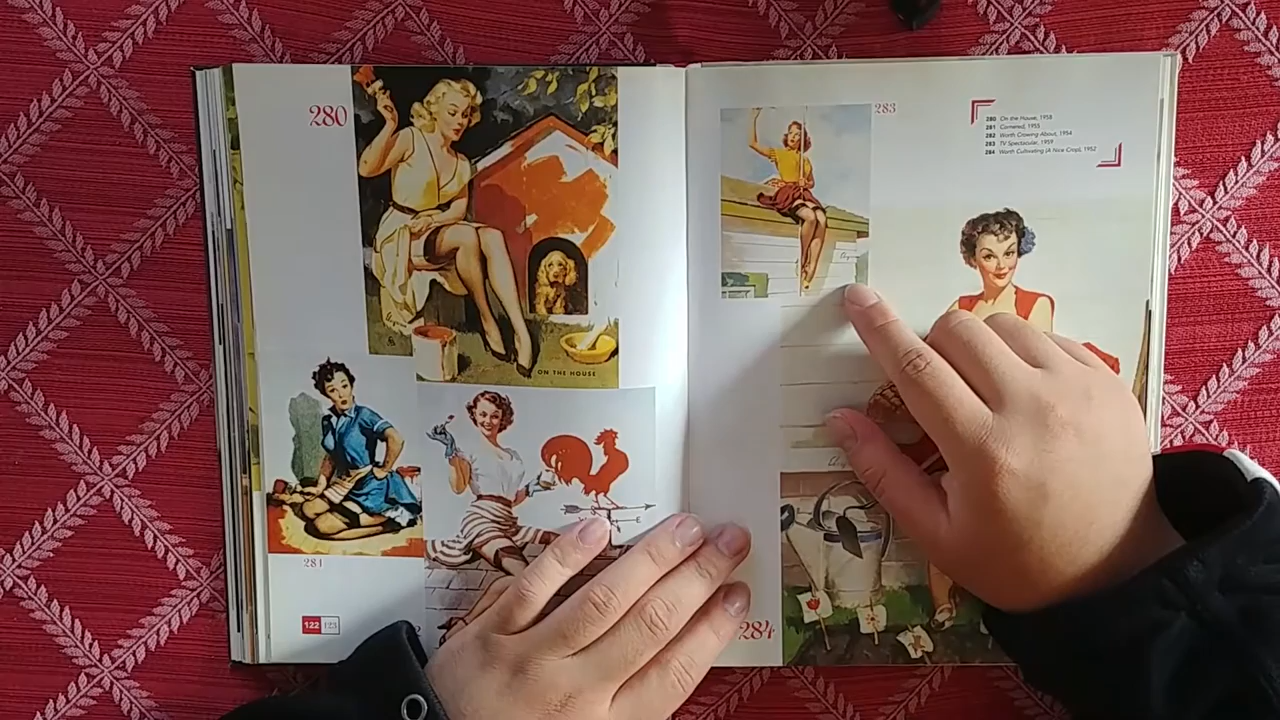 280
ON THE HOUSE
281
122 123
283
280 On the House, 1958
281 Cornered, 1955
282 Worth Crowing About, 1954
283 TV Spectacular, 1959
284 Worth Cultivating (A Nice Crop), 1952
S
E
284